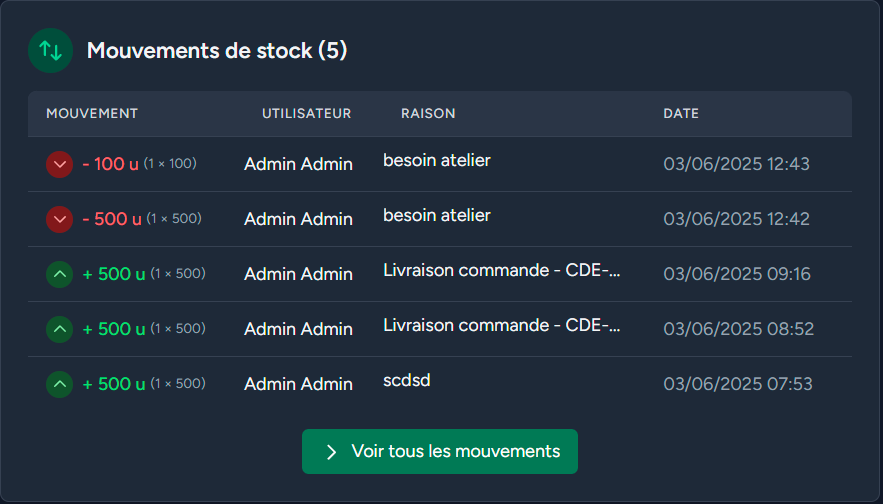 Mouvements de stock (5)
MOUVEMENT UTILISATEUR RAISON DATE
- 100 u (1 × 100) Admin Admin besoin atelier 03/06/2025 12:43
- 500 u (1 × 500) Admin Admin besoin atelier 03/06/2025 12:42
+ 500 u (1 × 500) Admin Admin Livraison commande - CDE-... 03/06/2025 09:16
+ 500 u (1 × 500) Admin Admin Livraison commande - CDE-... 03/06/2025 08:52
+ 500 u (1 × 500) Admin Admin scdsd 03/06/2025 07:53
Voir tous les mouvements